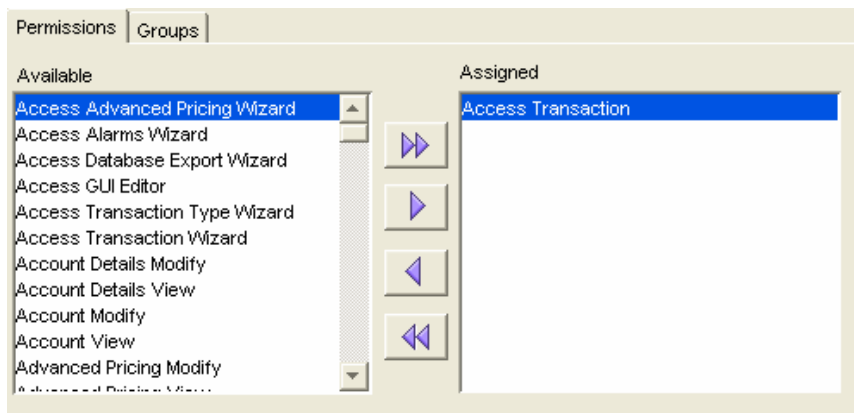 Permissions
Groups
Available
Assigned
Access Advanced Pricing Wizard
Access Alarms Wizard
Access Database Export Wizard
Access GUI Editor
Access Transaction Type Wizard
Access Transaction Wizard
Account Details Modify
Account Details View
Account Modify
Account View
Advanced Pricing Modify
Access Transaction